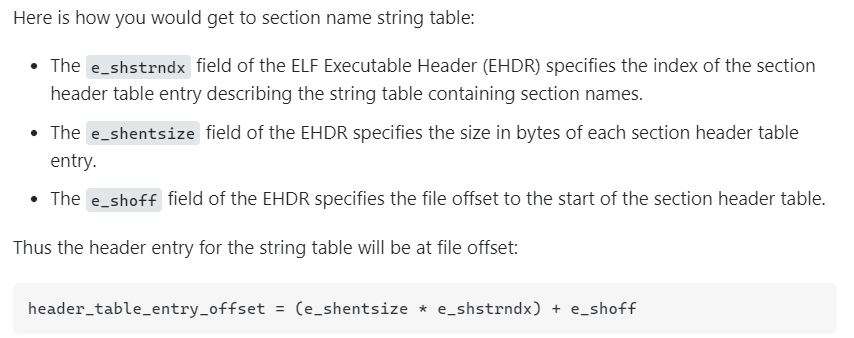 Here is how you would get to section name string table:
• The e_shstrndx field of the ELF Executable Header (EHDR) specifies the index of the section
header table entry describing the string table containing section names.
• The e_shentsize field of the EHDR specifies the size in bytes of each section header table
entry.
• The e_shoff field of the EHDR specifies the file offset to the start of the section header table.
Thus the header entry for the string table will be at file offset:
header_table_entry_offset = (e_shentsize * e_shstrndx) + e_shoff